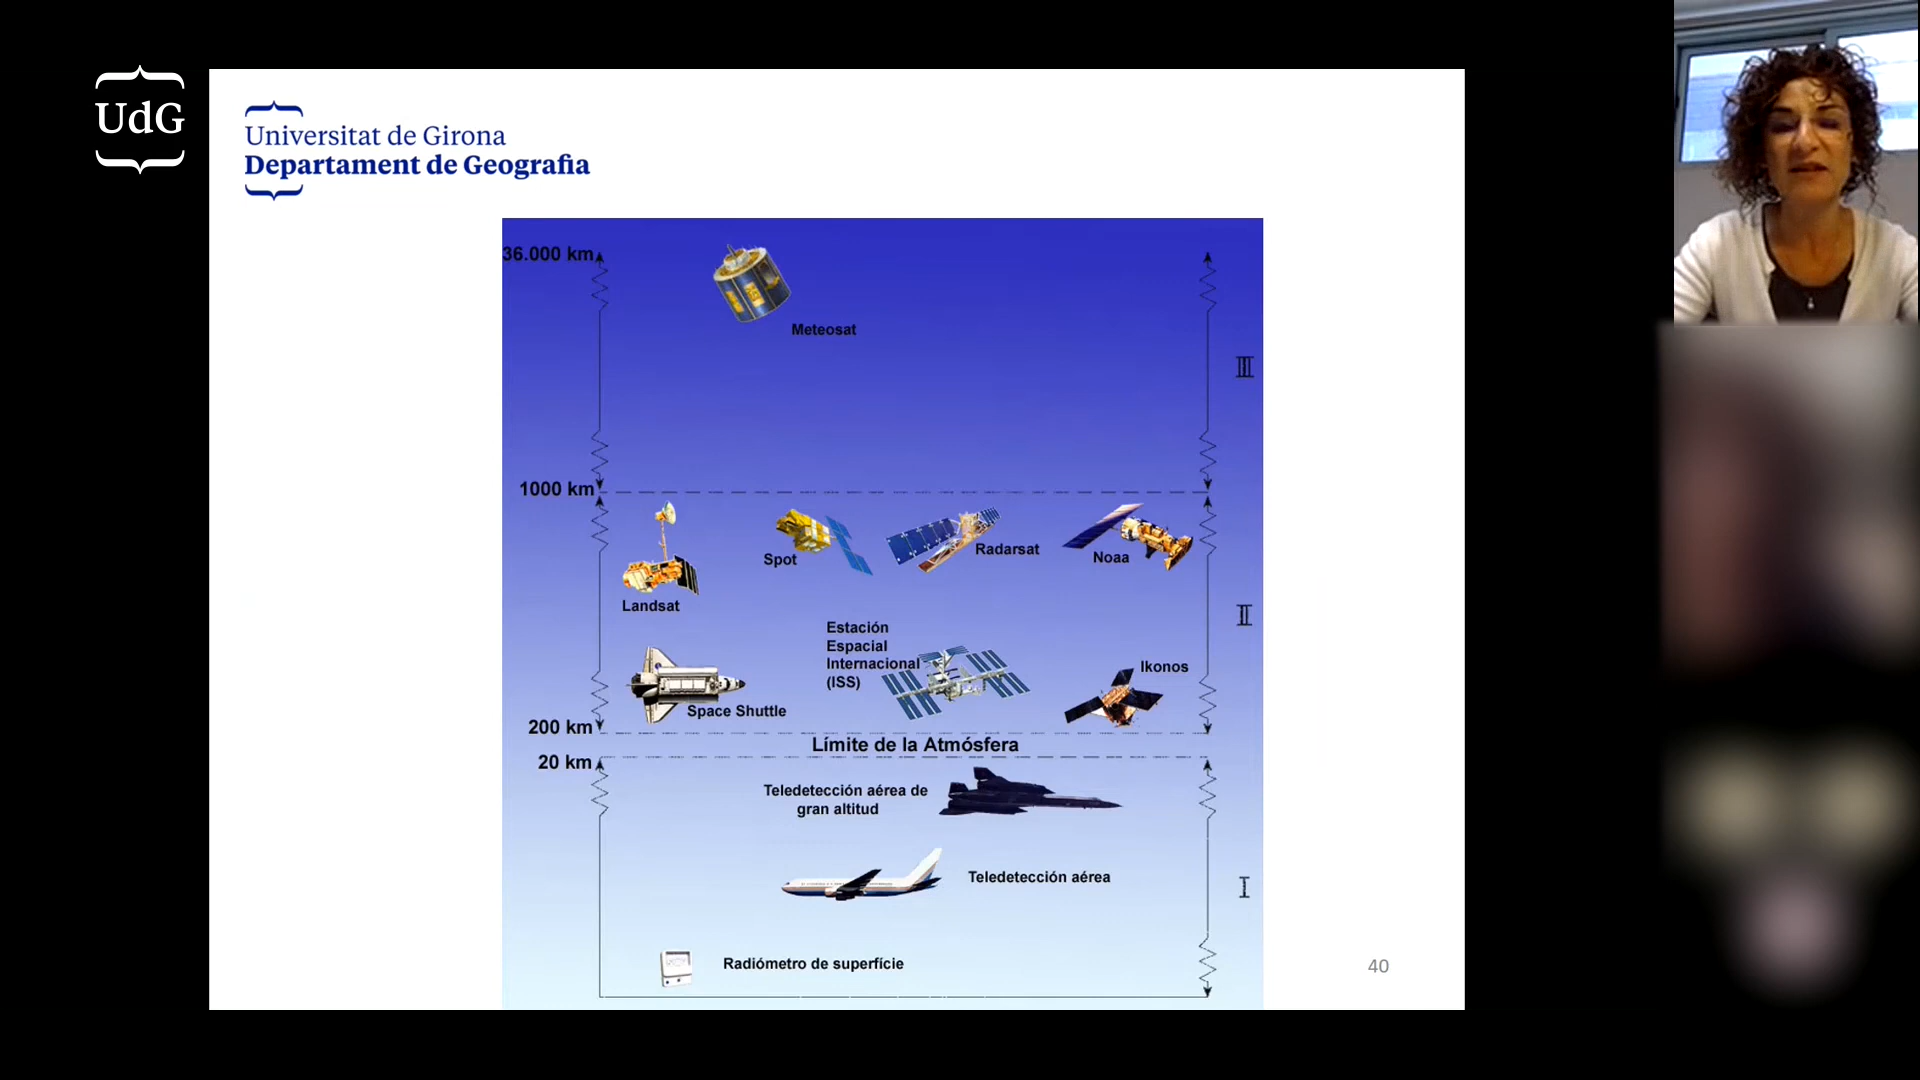 UdG
Universitat de Girona
Departament de Geografia
36.000 km
Meteosat
III
1000 km
Spot
Radarsat
Noaa
Landsat
II
Estación
Espacial
Internacional
(ISS)
Ikonos
Space Shuttle
200 km
Límite de la Atmósfera
20 km
Teledetección aérea de
gran altitud
Teledetección aérea
I
Radiómetro de superfície
40